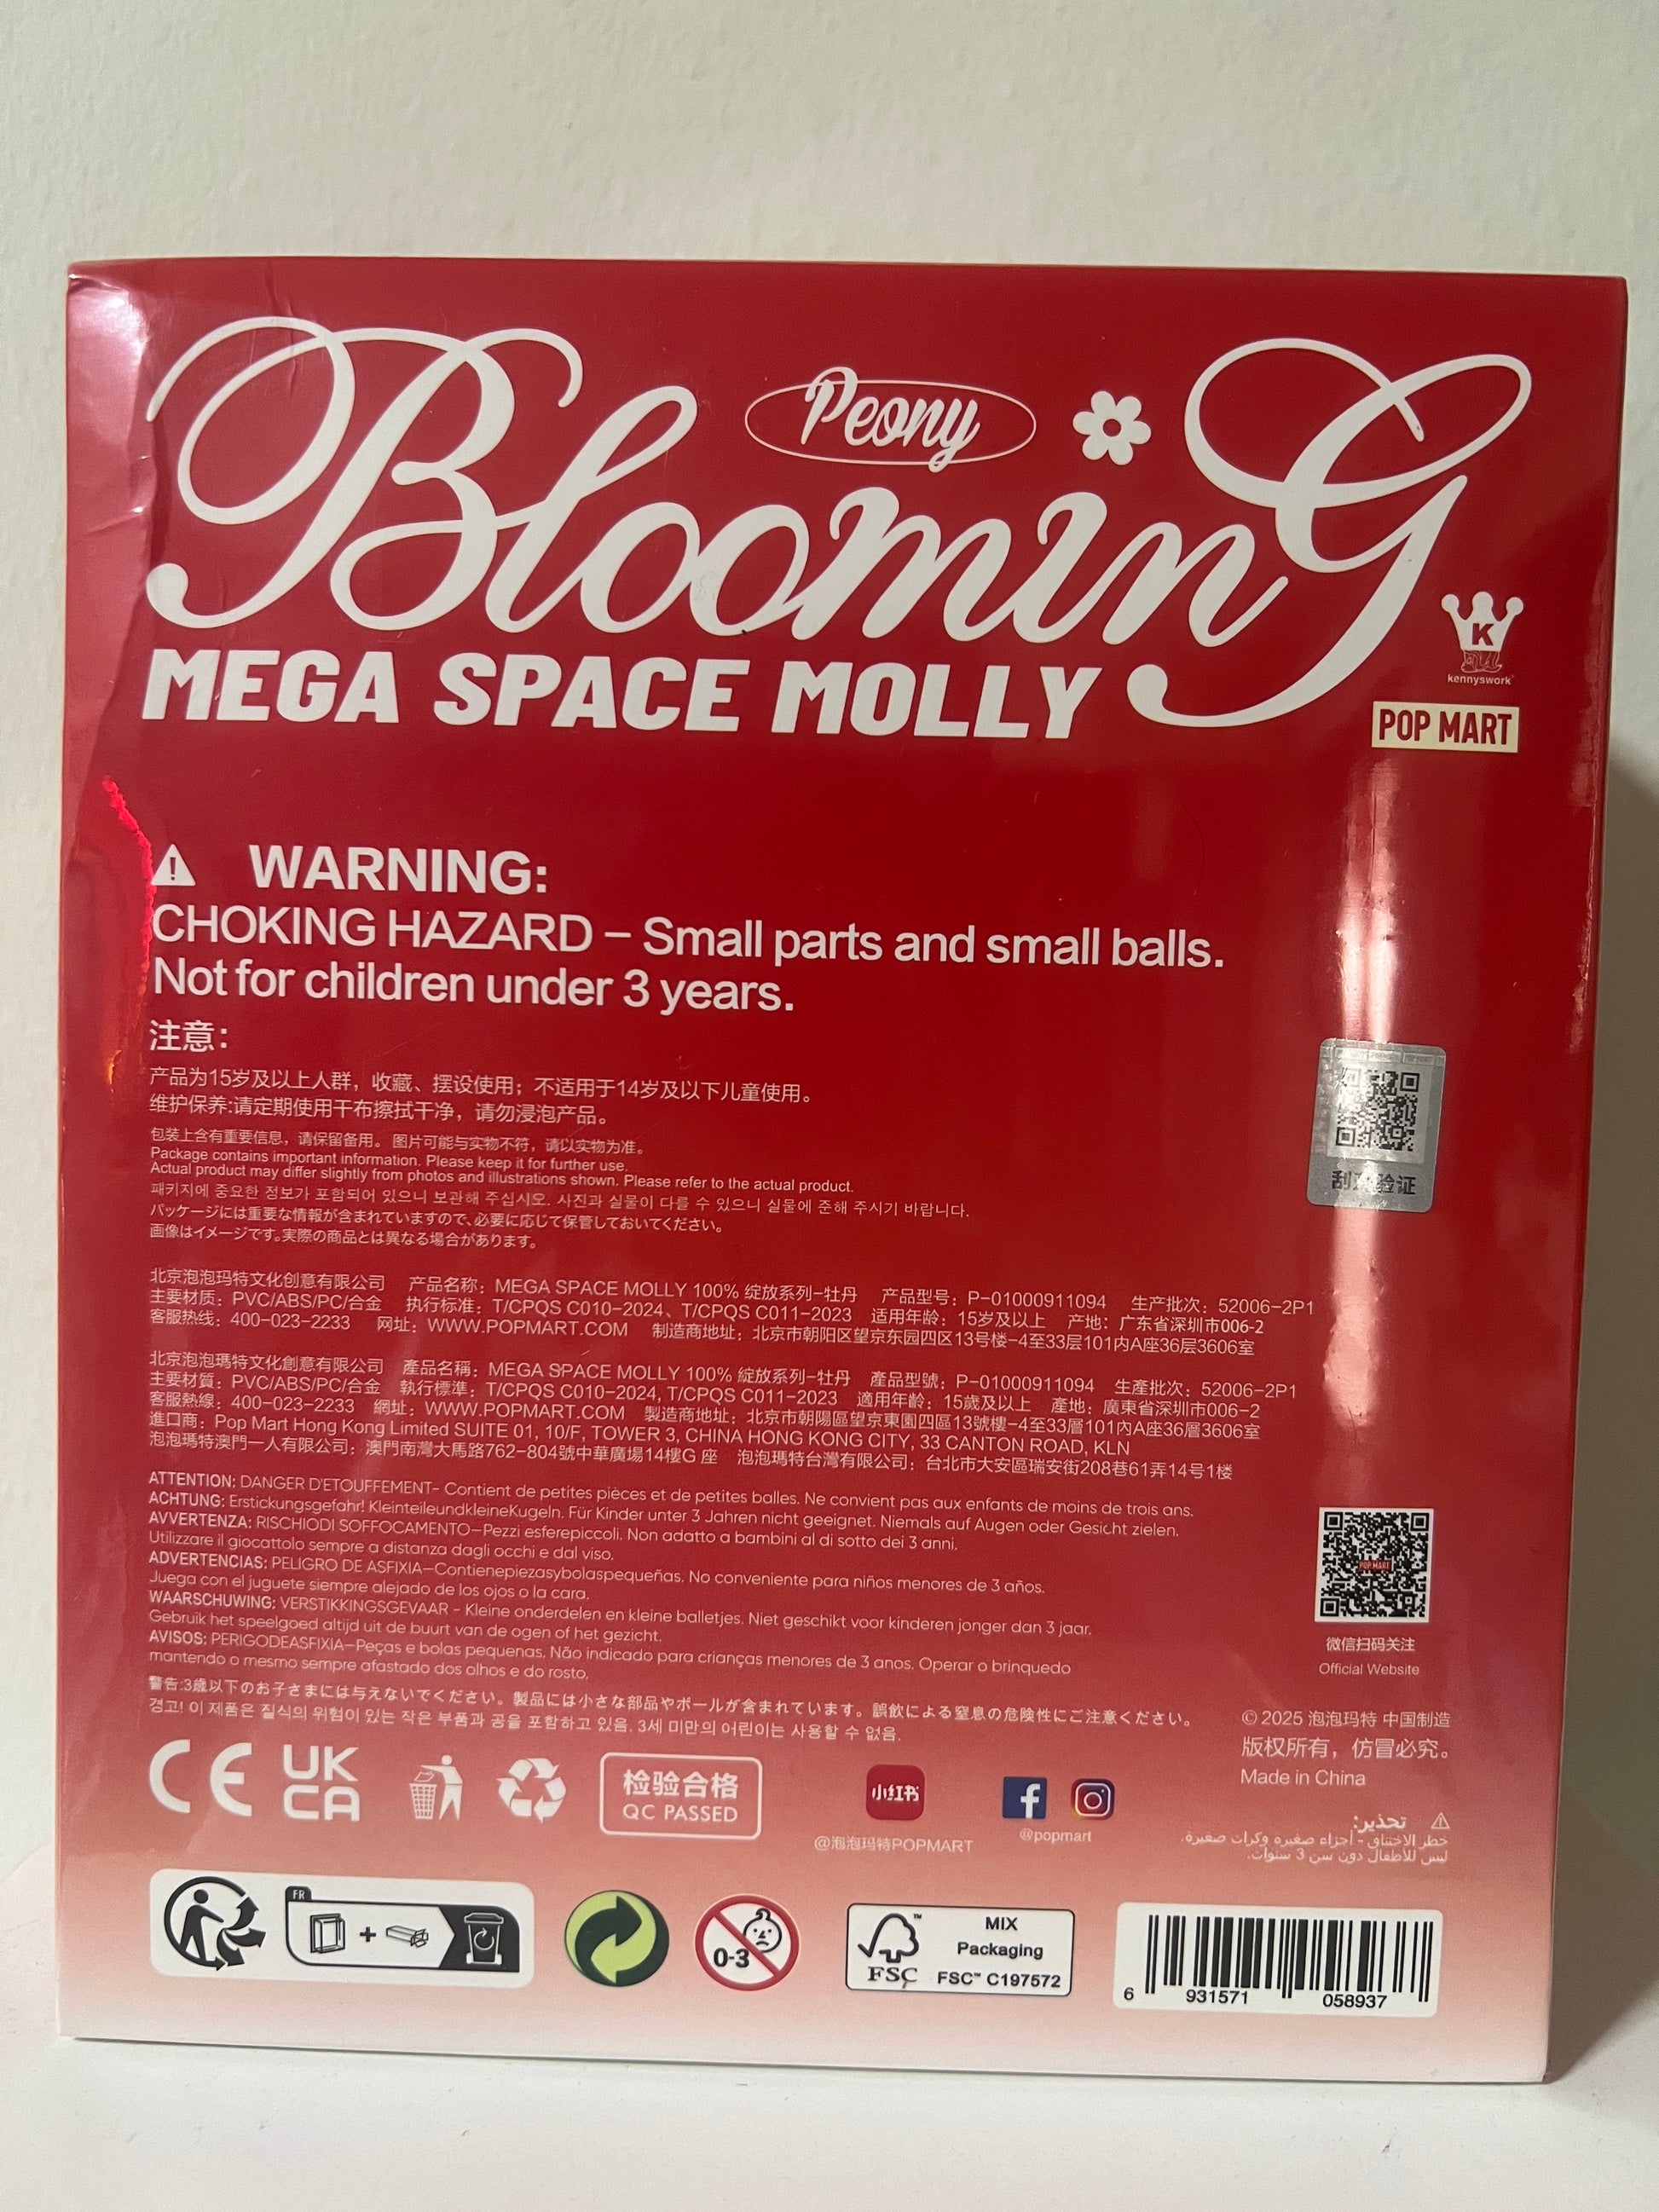 Peony
BloominG
MEGA SPACE MOLLY
K
kennyswork
POP MART
WARNING:
CHOKING HAZARD – Small parts and small balls.
Not for children under 3 years.
注意:
产品为15岁及以上人群，收藏、摆设使用；不适用于14岁及以下儿童使用。
维护保养:请定期使用干布擦拭干净，请勿浸泡产品。
包装上含有重要信息，请保留备用。图片可能与实物不符，请以实物为准。
Package contains important information. Please keep it for further use.
Actual product may differ slightly from photos and illustrations shown. Please refer to the actual product.
패키지에 중요한 정보가 포함되어 있으니 보관해 주십시오. 사진과 실물이 다를 수 있으니 실물에 준해 주시기 바랍니다.
パッケージには重要な情報が含まれていますので、必要に応じて保管しておいてください。
画像はイメージです。実際の商品とは異なる場合があります。
刮 验证
北京泡泡玛特文化创意有限公司 产品名称：MEGA SPACE MOLLY 100% 绽放系列-牡丹 产品型号：P-01000911094 生产批次：52006-2P1
主要材质：PVC/ABS/PC/合金 执行标准：T/CPQS C010-2024、T/CPQS C011-2023 适用年龄：15岁及以上 产地：广东省深圳市006-2
客服热线：400-023-2233 网址：WWW.POPMART.COM 制造商地址：北京市朝阳区望京东园四区13号楼-4至33层101内A座36层3606室
北京泡泡瑪特文化創意有限公司 產品名稱：MEGA SPACE MOLLY 100% 綻放系列-牡丹 產品型號：P-01000911094 生產批次：52006-2P1
主要材質：PVC/ABS/PC/合金 執行標準：T/CPQS C010-2024, T/CPQS C011-2023 適用年齡：15歲及以上 產地：廣東省深圳市006-2
客服熱線：400-023-2233 網址：WWW.POPMART.COM 製造商地址：北京市朝陽區望京東園四區13號樓-4至33層101內A座36層3606室
進口商：Pop Mart Hong Kong Limited SUITE 01, 10/F, TOWER 3, CHINA HONG KONG CITY, 33 CANTON ROAD, KLN
泡泡瑪特澳門一人有限公司：澳門南灣大馬路762-804號中華廣場14樓G 座 泡泡瑪特台灣有限公司：台北市大安區瑞安街208巷61弄14号1楼
ATTENTION: DANGER D'ETOUFFEMENT- Contient de petites pièces et de petites balles. Ne convient pas aux enfants de moins de trois ans.
ACHTUNG: Erstickungsgefahr! KleinteileundkleineKugeln. Für Kinder unter 3 Jahren nicht geeignet. Niemals auf Augen oder Gesicht zielen.
AVVERTENZA: RISCHIODI SOFFOCAMENTO-Pezzi esferepiccoli. Non adatto a bambini al di sotto dei 3 anni.
Utilizzare il giocattolo sempre a distanza dagli occhi e dal viso.
ADVERTENCIAS: PELIGRO DE ASFIXIA-Contienepiezasybolaspequeñas. No conveniente para niños menores de 3 años.
Juega con el juguete siempre alejado de los ojos o la cara.
WAARSCHUWING: VERSTIKKINGSGEVAAR - Kleine onderdelen en kleine balletjes. Niet geschikt voor kinderen jonger dan 3 jaar.
Gebruik het speelgoed altijd uit de buurt van de ogen of het gezicht.
AVISOS: PERIGODEASFIXIA-Peças e bolas pequenas. Não indicado para crianças menores de 3 anos. Operar o brinquedo
mantendo o mesmo sempre afastado dos olhos e do rosto,
警告:3歳以下のお子さまには与えないでください。製品には小さな部品やボールが含まれています。誤飲による窒息の危険性にご注意ください。
경고! 이 제품은 질식의 위험이 있는 작은 부품과 공을 포함하고 있음. 3세 미만의 어린이는 사용할 수 없음.
POP MART
微信扫码关注
Official Website
© 2025 泡泡玛特 中国制造
版权所有，仿冒必究。
Made in China
تحذير:
خطر الاختناق - أجزاء صغيره وكرات صغيرة.
ليس للأطفال دون سن 3 سنوات.
CE
UK
CA
检验合格
QC PASSED
小红书
@泡泡玛特POPMART
@popmart
FR
0-3
FSC
MIX
Packaging
FSC™ C197572
6 931571 058937